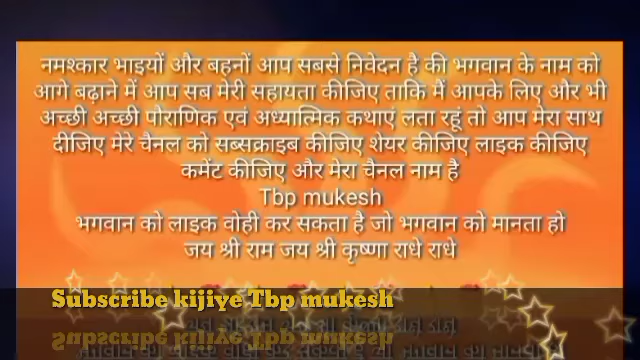 नमश्कार भाइयों और बहनों आप सबसे निवेदन है की भगवान के नाम को
आगे बढ़ाने में आप सब मेरी सहायता कीजिए ताकि मैं आपके लिए और भी
अच्छी अच्छी पौराणिक एवं अध्यात्मिक कथाएं लता रहूं तो आप मेरा साथ
दीजिए मेरे चैनल को सब्सक्राइब कीजिए शेयर कीजिए लाइक कीजिए
कमेंट कीजिए और मेरा चैनल नाम है
Tbp mukesh
भगवान को लाइक वोही कर सकता है जो भगवान को मानता हो
जय श्री राम जय श्री कृष्णा राधे राधे
Subscribe kijiye Tbp mukesh